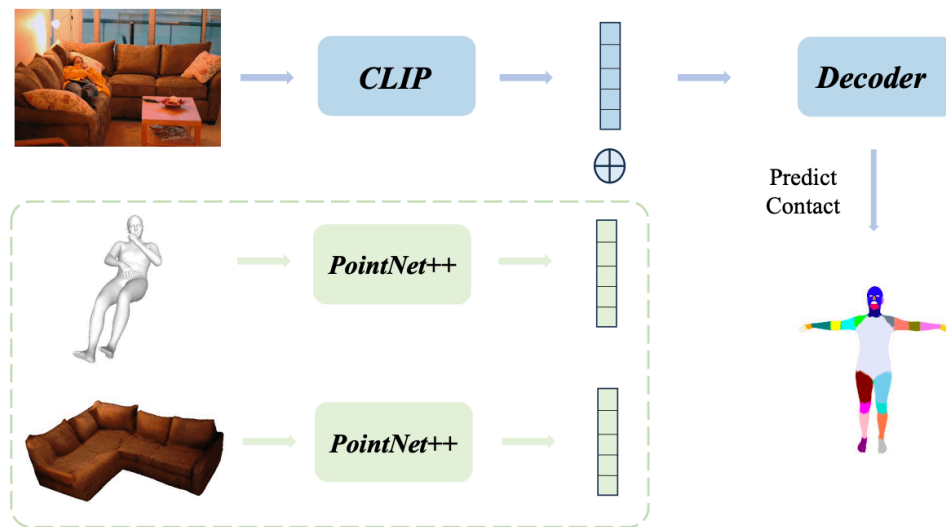 CLIP
Decoder
Predict
Contact
PointNet++
PointNet++